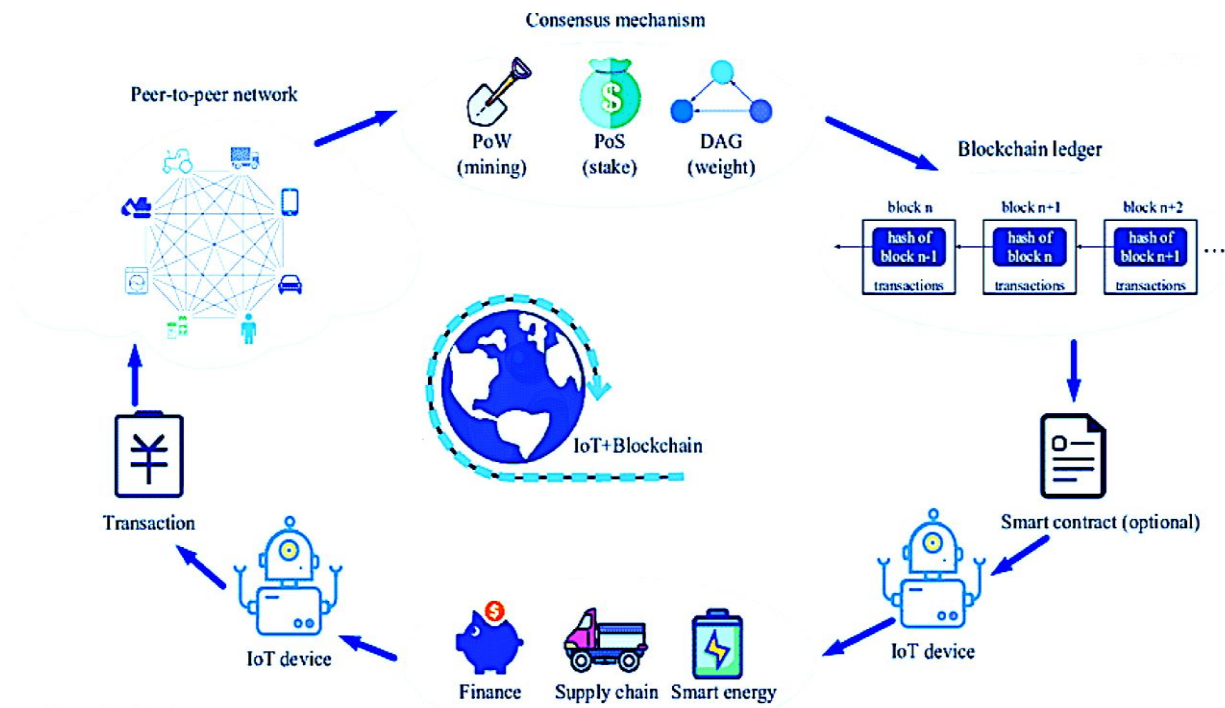 Consensus mechanism
Peer-to-peer network
PoW
(mining)
PoS
(stake)
DAG
(weight)
$
Blockchain ledger
block n
block n+1
block n+2
hash of
block n-1
hash of
block n
hash of
block n+1
...
transactions
transactions
transactions
IoT+Blockchain
Transaction
Smart contract (optional)
IoT device
IoT device
$
Finance
Supply chain
Smart energy